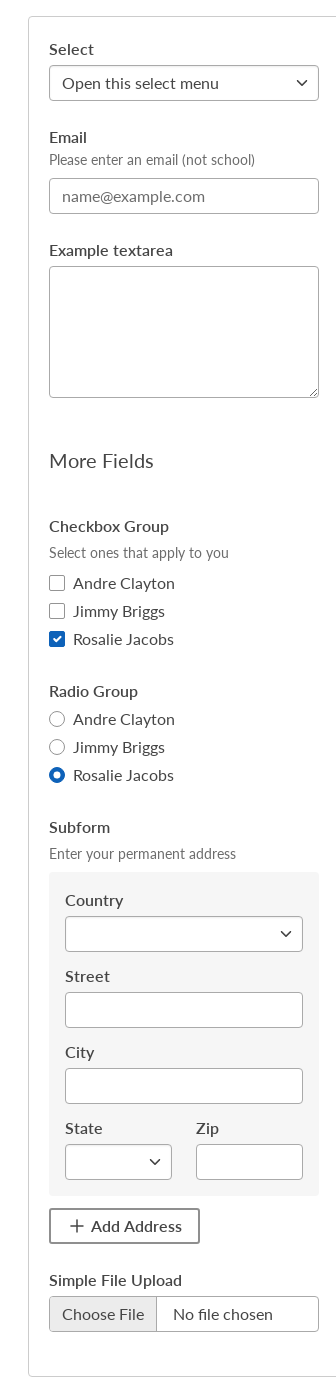 Select
Open this select menu
Email
Please enter an email (not school)
name@example.com
Example textarea
More Fields
Checkbox Group
Select ones that apply to you
Andre Clayton
Jimmy Briggs
Rosalie Jacobs
Radio Group
Andre Clayton
Jimmy Briggs
Rosalie Jacobs
Subform
Enter your permanent address
Country
Street
City
State Zip
Add Address
Simple File Upload
Choose File No file chosen